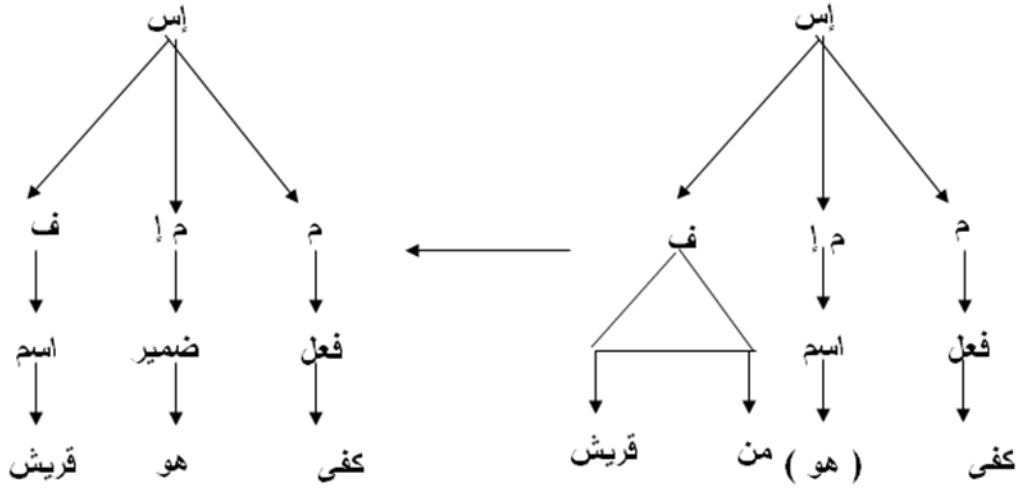 إس إس
م م إ ف م م إ ف
فعل اسم فعل ضمير اسم
كفى ( هو ) من قريش كفى هو قريش